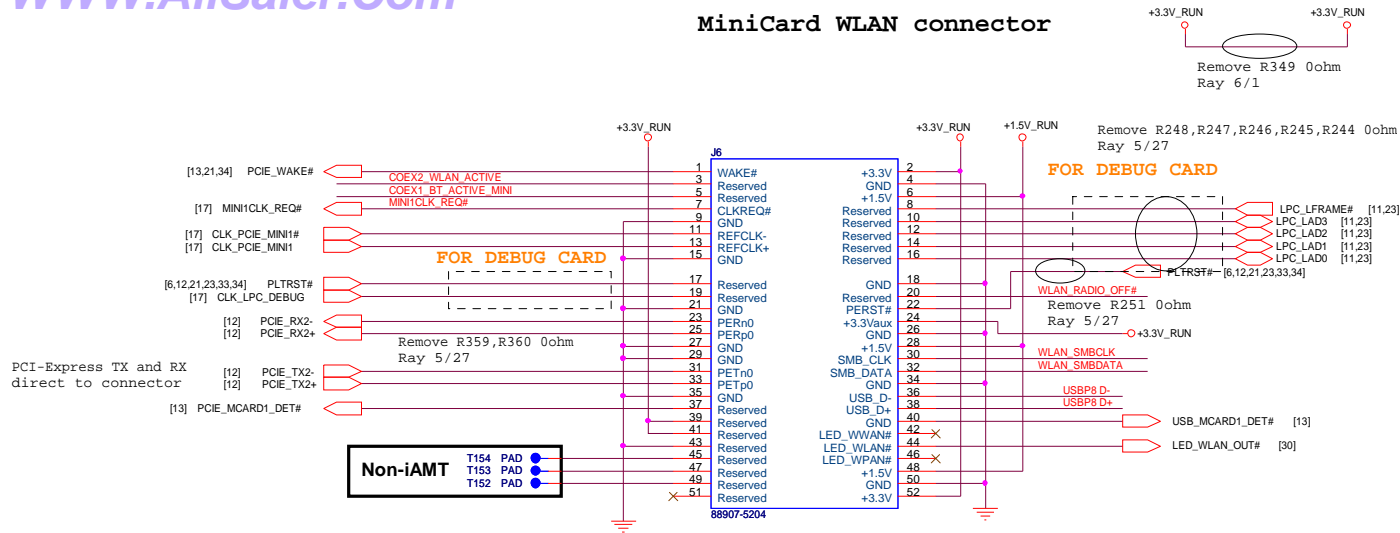 WWW.AllSaler.Com
MiniCard WLAN connector
+3.3V_RUN +3.3V_RUN
Remove R349 0ohm
Ray 6/1
+3.3V_RUN +3.3V_RUN +1.5V_RUN
Remove R248,R247,R246,R245,R244 0ohm
Ray 5/27
FOR DEBUG CARD
J6
[13,21,34] PCIE_WAKE# 1 WAKE# +3.3V 2
COEX2_WLAN_ACTIVE 3 Reserved GND 4
COEX1_BT_ACTIVE_MINI 5 Reserved +1.5V 6
[17] MINI1CLK_REQ# MINI1CLK_REQ# 7 CLKREQ# Reserved 8 LPC_LFRAME# [11,23]
9 GND Reserved 10 LPC_LAD3 [11,23]
[17] CLK_PCIE_MINI1# 11 REFCLK- Reserved 12 LPC_LAD2 [11,23]
[17] CLK_PCIE_MINI1 13 REFCLK+ Reserved 14 LPC_LAD1 [11,23]
15 GND Reserved 16 LPC_LAD0 [11,23]
FOR DEBUG CARD
PLTRST# [6,12,21,23,33,34]
[6,12,21,23,33,34] PLTRST# 17 Reserved GND 18
[17] CLK_LPC_DEBUG 19 Reserved Reserved 20 WLAN_RADIO_OFF#
21 GND PERST# 22
Remove R251 0ohm
Ray 5/27
[12] PCIE_RX2- 23 PERn0 +3.3Vaux 24
[12] PCIE_RX2+ 25 PERp0 GND 26 +3.3V_RUN
Remove R359,R360 0ohm
Ray 5/27
27 GND +1.5V 28
29 GND SMB_CLK 30 WLAN_SMBCLK
PCI-Express TX and RX
direct to connector
[12] PCIE_TX2- 31 PETn0 SMB_DATA 32 WLAN_SMBDATA
[12] PCIE_TX2+ 33 PETp0 GND 34
35 GND USB_D- 36 USBP8 D-
[13] PCIE_MCARD1_DET# 37 Reserved USB_D+ 38 USBP8 D+
39 Reserved GND 40 USB_MCARD1_DET# [13]
41 Reserved LED_WWAN# 42
43 Reserved LED_WLAN# 44 LED_WLAN_OUT# [30]
Non-iAMT
T154 PAD 45 Reserved LED_WPAN# 46
T153 PAD 47 Reserved +1.5V 48
T152 PAD 49 Reserved GND 50
51 Reserved +3.3V 52
88907-5204